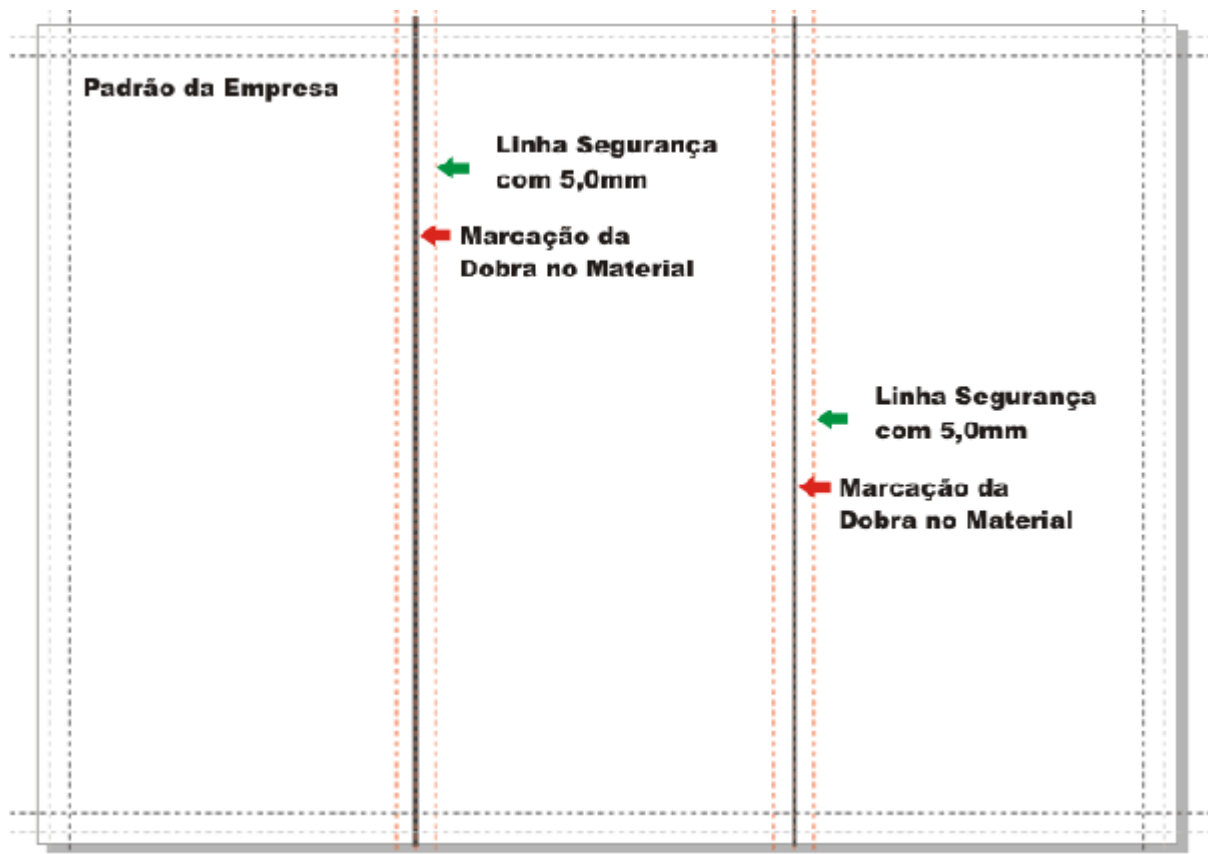 Padrão da Empresa
Linha Segurança
com 5,0mm
Marcação da
Dobra no Material
Linha Segurança
com 5,0mm
Marcação da
Dobra no Material